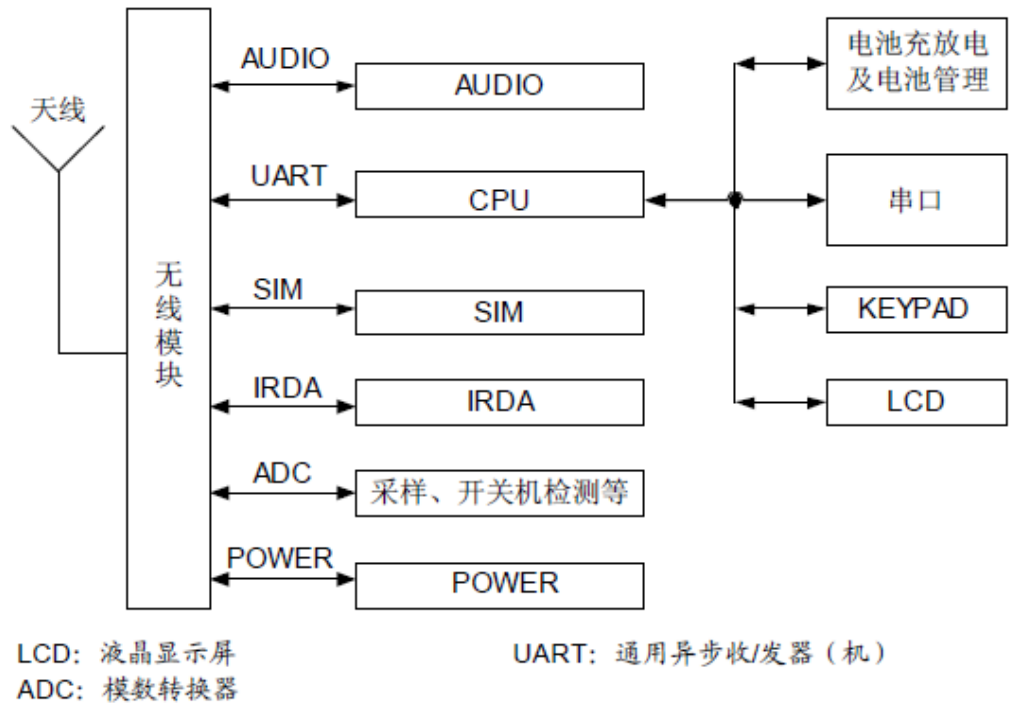 天线
无线模块
AUDIO
AUDIO
UART
CPU
SIM
SIM
IRDA
IRDA
ADC
采样、开关机检测等
POWER
POWER
电池充放电
及电池管理
串口
KEYPAD
LCD
LCD：液晶显示屏
UART：通用异步收/发器（机）
ADC：模数转换器